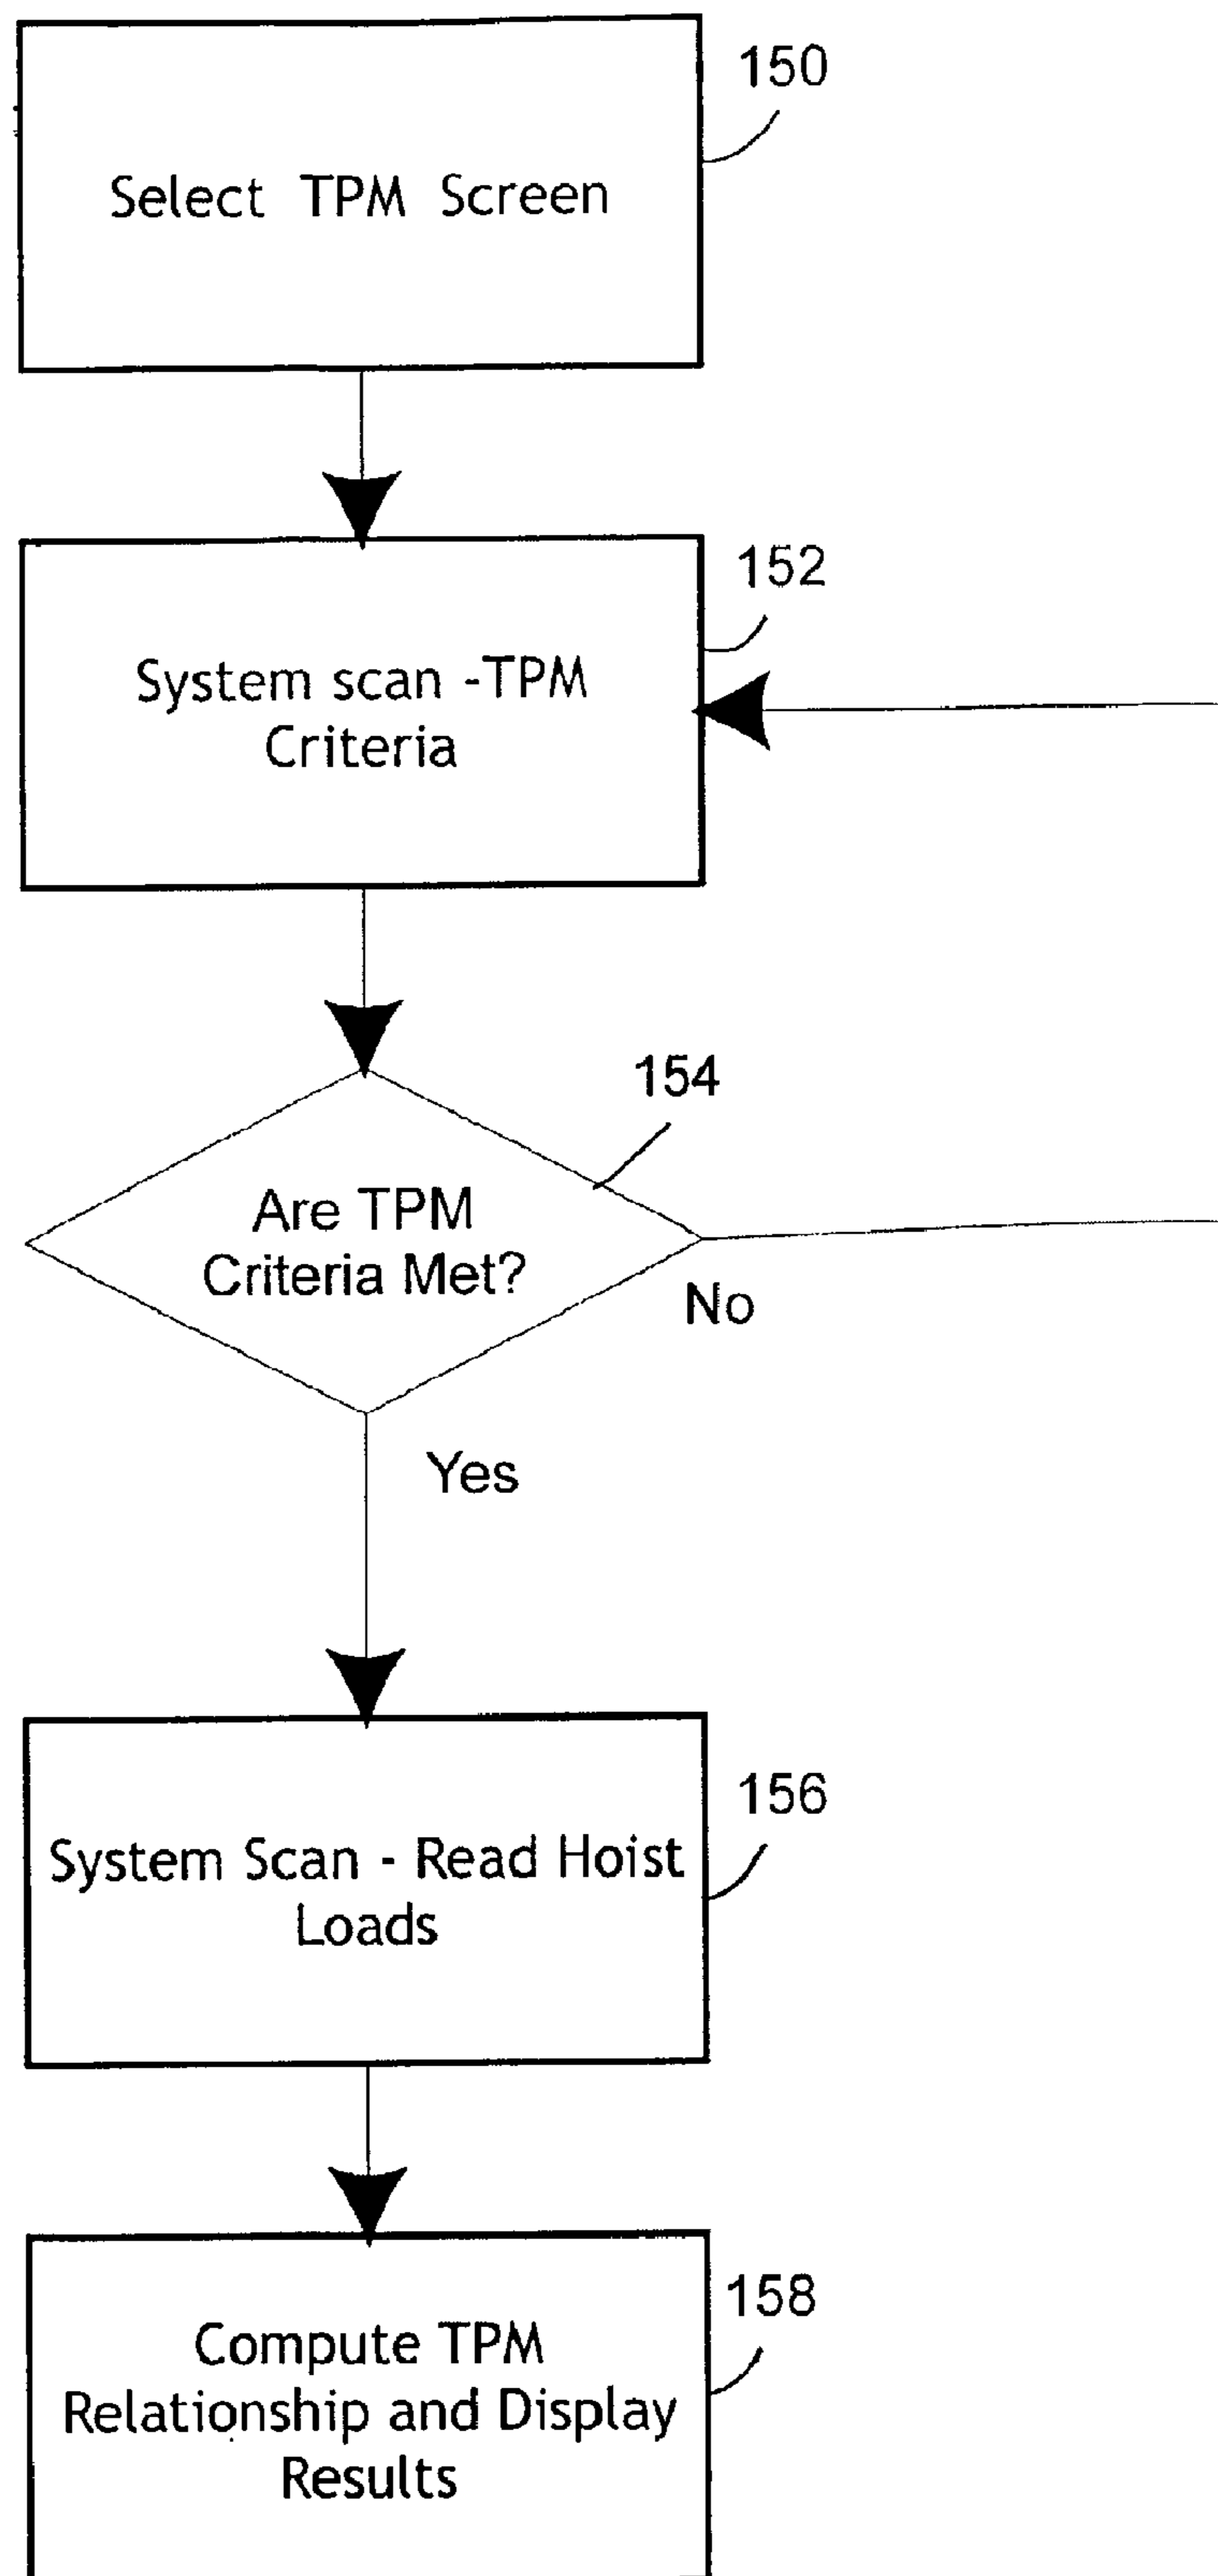 150
Select TPM Screen
152
System scan -TPM
Criteria
154
Are TPM
Criteria Met?
No
Yes
156
System Scan - Read Hoist
Loads
158
Compute TPM
Relationship and Display
Results